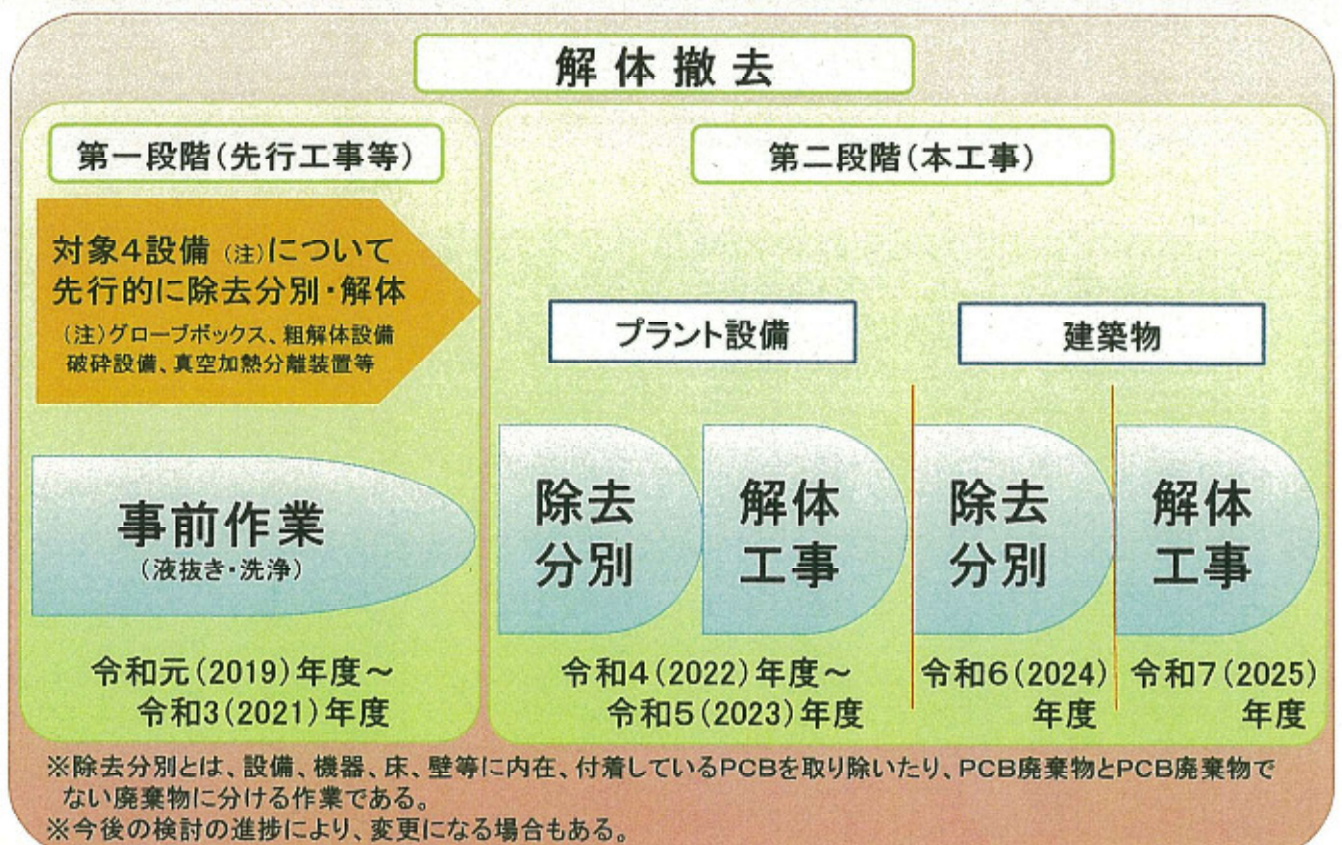 解体撤去
第一段階(先行工事等)
対象4設備(注)について
先行的に除去分別・解体
(注)グローブボックス、粗解体設備
破砕設備、真空加熱分離装置等
事前作業
(液抜き・洗浄)
令和元(2019)年度～
令和3(2021)年度
第二段階(本工事)
プラント設備
除去
分別
解体
工事
令和4(2022)年度～
令和5(2023)年度
建築物
除去
分別
令和6(2024)
年度
解体
工事
令和7(2025)
年度
※除去分別とは、設備、機器、床、壁等に内在、付着しているPCBを取り除いたり、PCB廃棄物とPCB廃棄物で
ない廃棄物に分ける作業である。
※今後の検討の進捗により、変更になる場合もある。